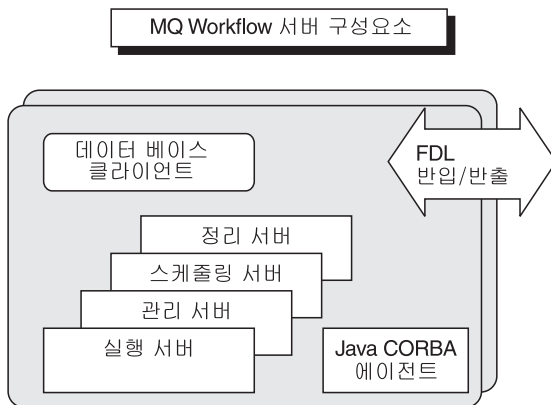 MQ Workflow 서버 구성요소
데이터 베이스
클라이언트
FDL
반입/반출
정리 서버
스케줄링 서버
관리 서버
실행 서버
Java CORBA
에이전트